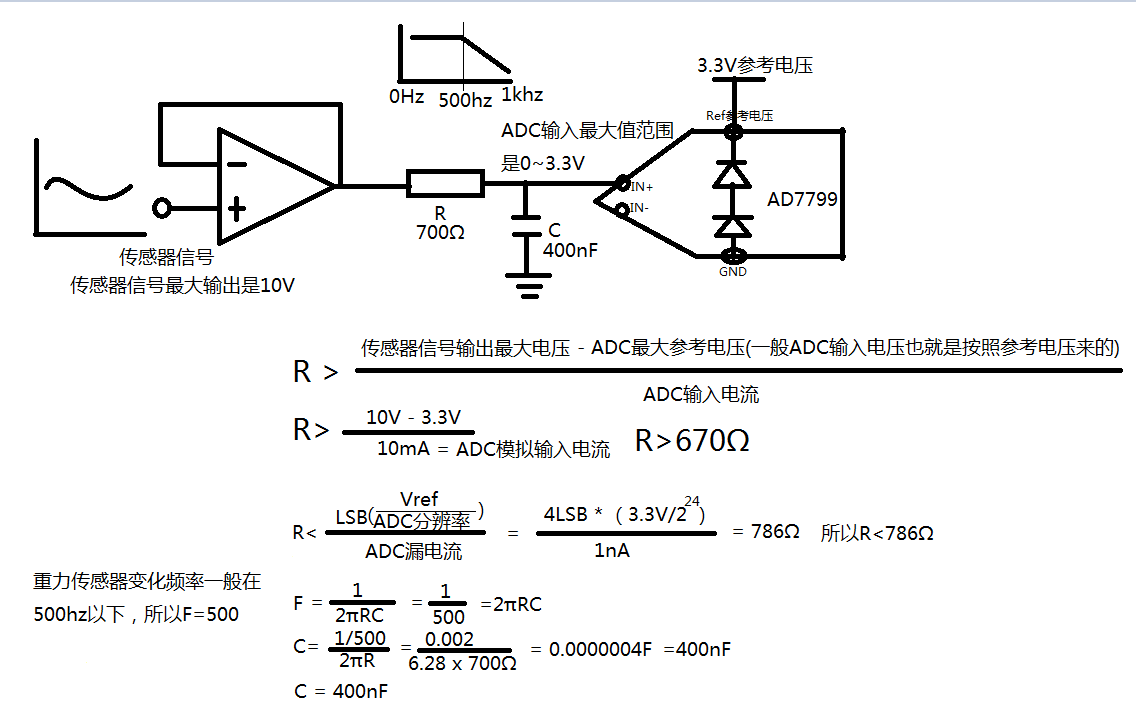 0Hz 500hz 1khz
3.3V参考电压
Ref参考电压
ADC输入最大值范围
是0~3.3V
IN+
IN-
AD7799
GND
R
700Ω
C
400nF
传感器信号
传感器信号最大输出是10V
R > 传感器信号输出最大电压 - ADC最大参考电压(一般ADC输入电压也就是按照参考电压来的)
ADC输入电流
R> 10V - 3.3V
10mA = ADC模拟输入电流 R>670Ω
R< LSB(Vref/ADC分辨率) = 4LSB * ( 3.3V/2^24 ) = 786Ω 所以R<786Ω
ADC漏电流 1nA
重力传感器变化频率一般在
500hz以下,所以F=500
F = 1/2πRC = 1/500 =2πRC
C= 1/500 / 2πR = 0.002 / 6.28 x 700Ω = 0.0000004F =400nF
C = 400nF